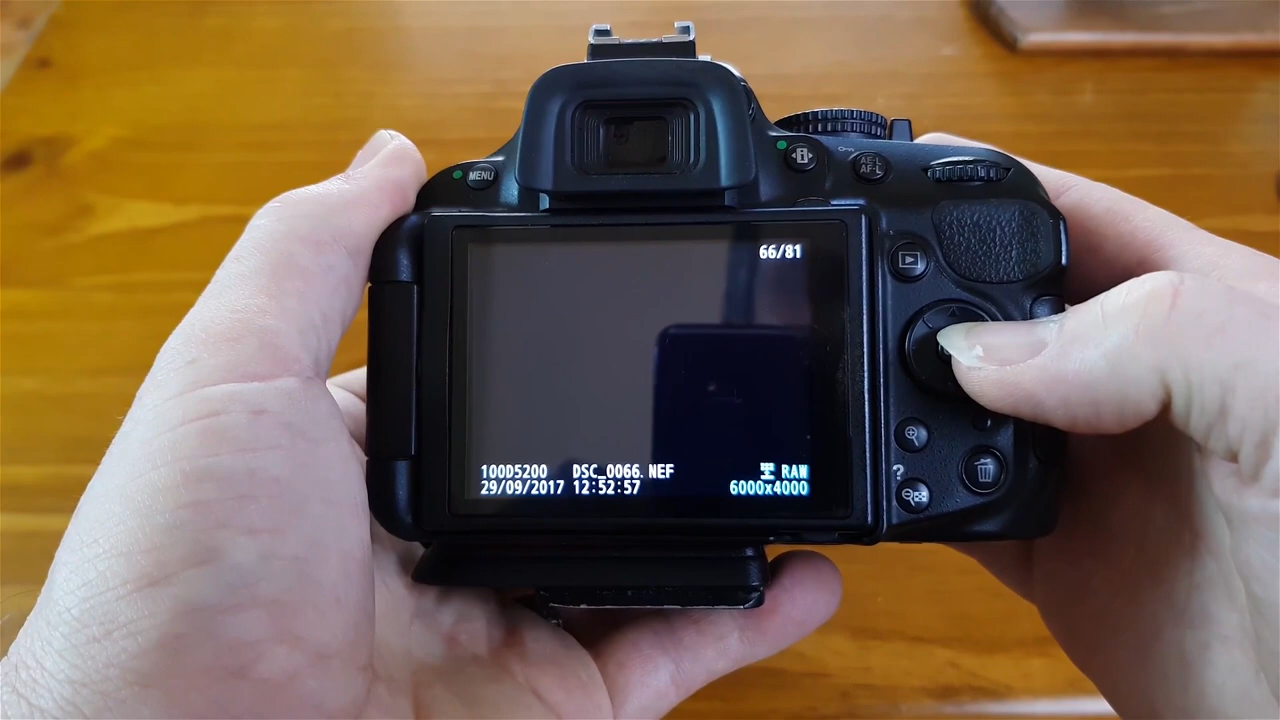 MENU
i
AE-L
AF-L
66/81
100D5200 DSC_0066.NEF
RAW
29/09/2017 12:52:57
6000x4000
?